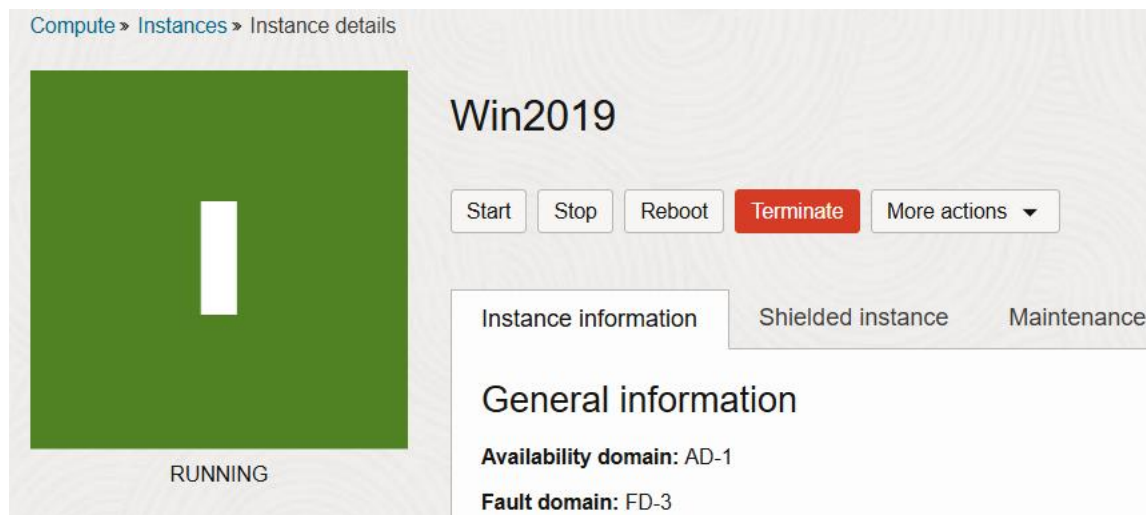 Compute » Instances » Instance details
Win2019
Start Stop Reboot Terminate More actions
Instance information Shielded instance Maintenance
General information
Availability domain: AD-1
RUNNING
Fault domain: FD-3